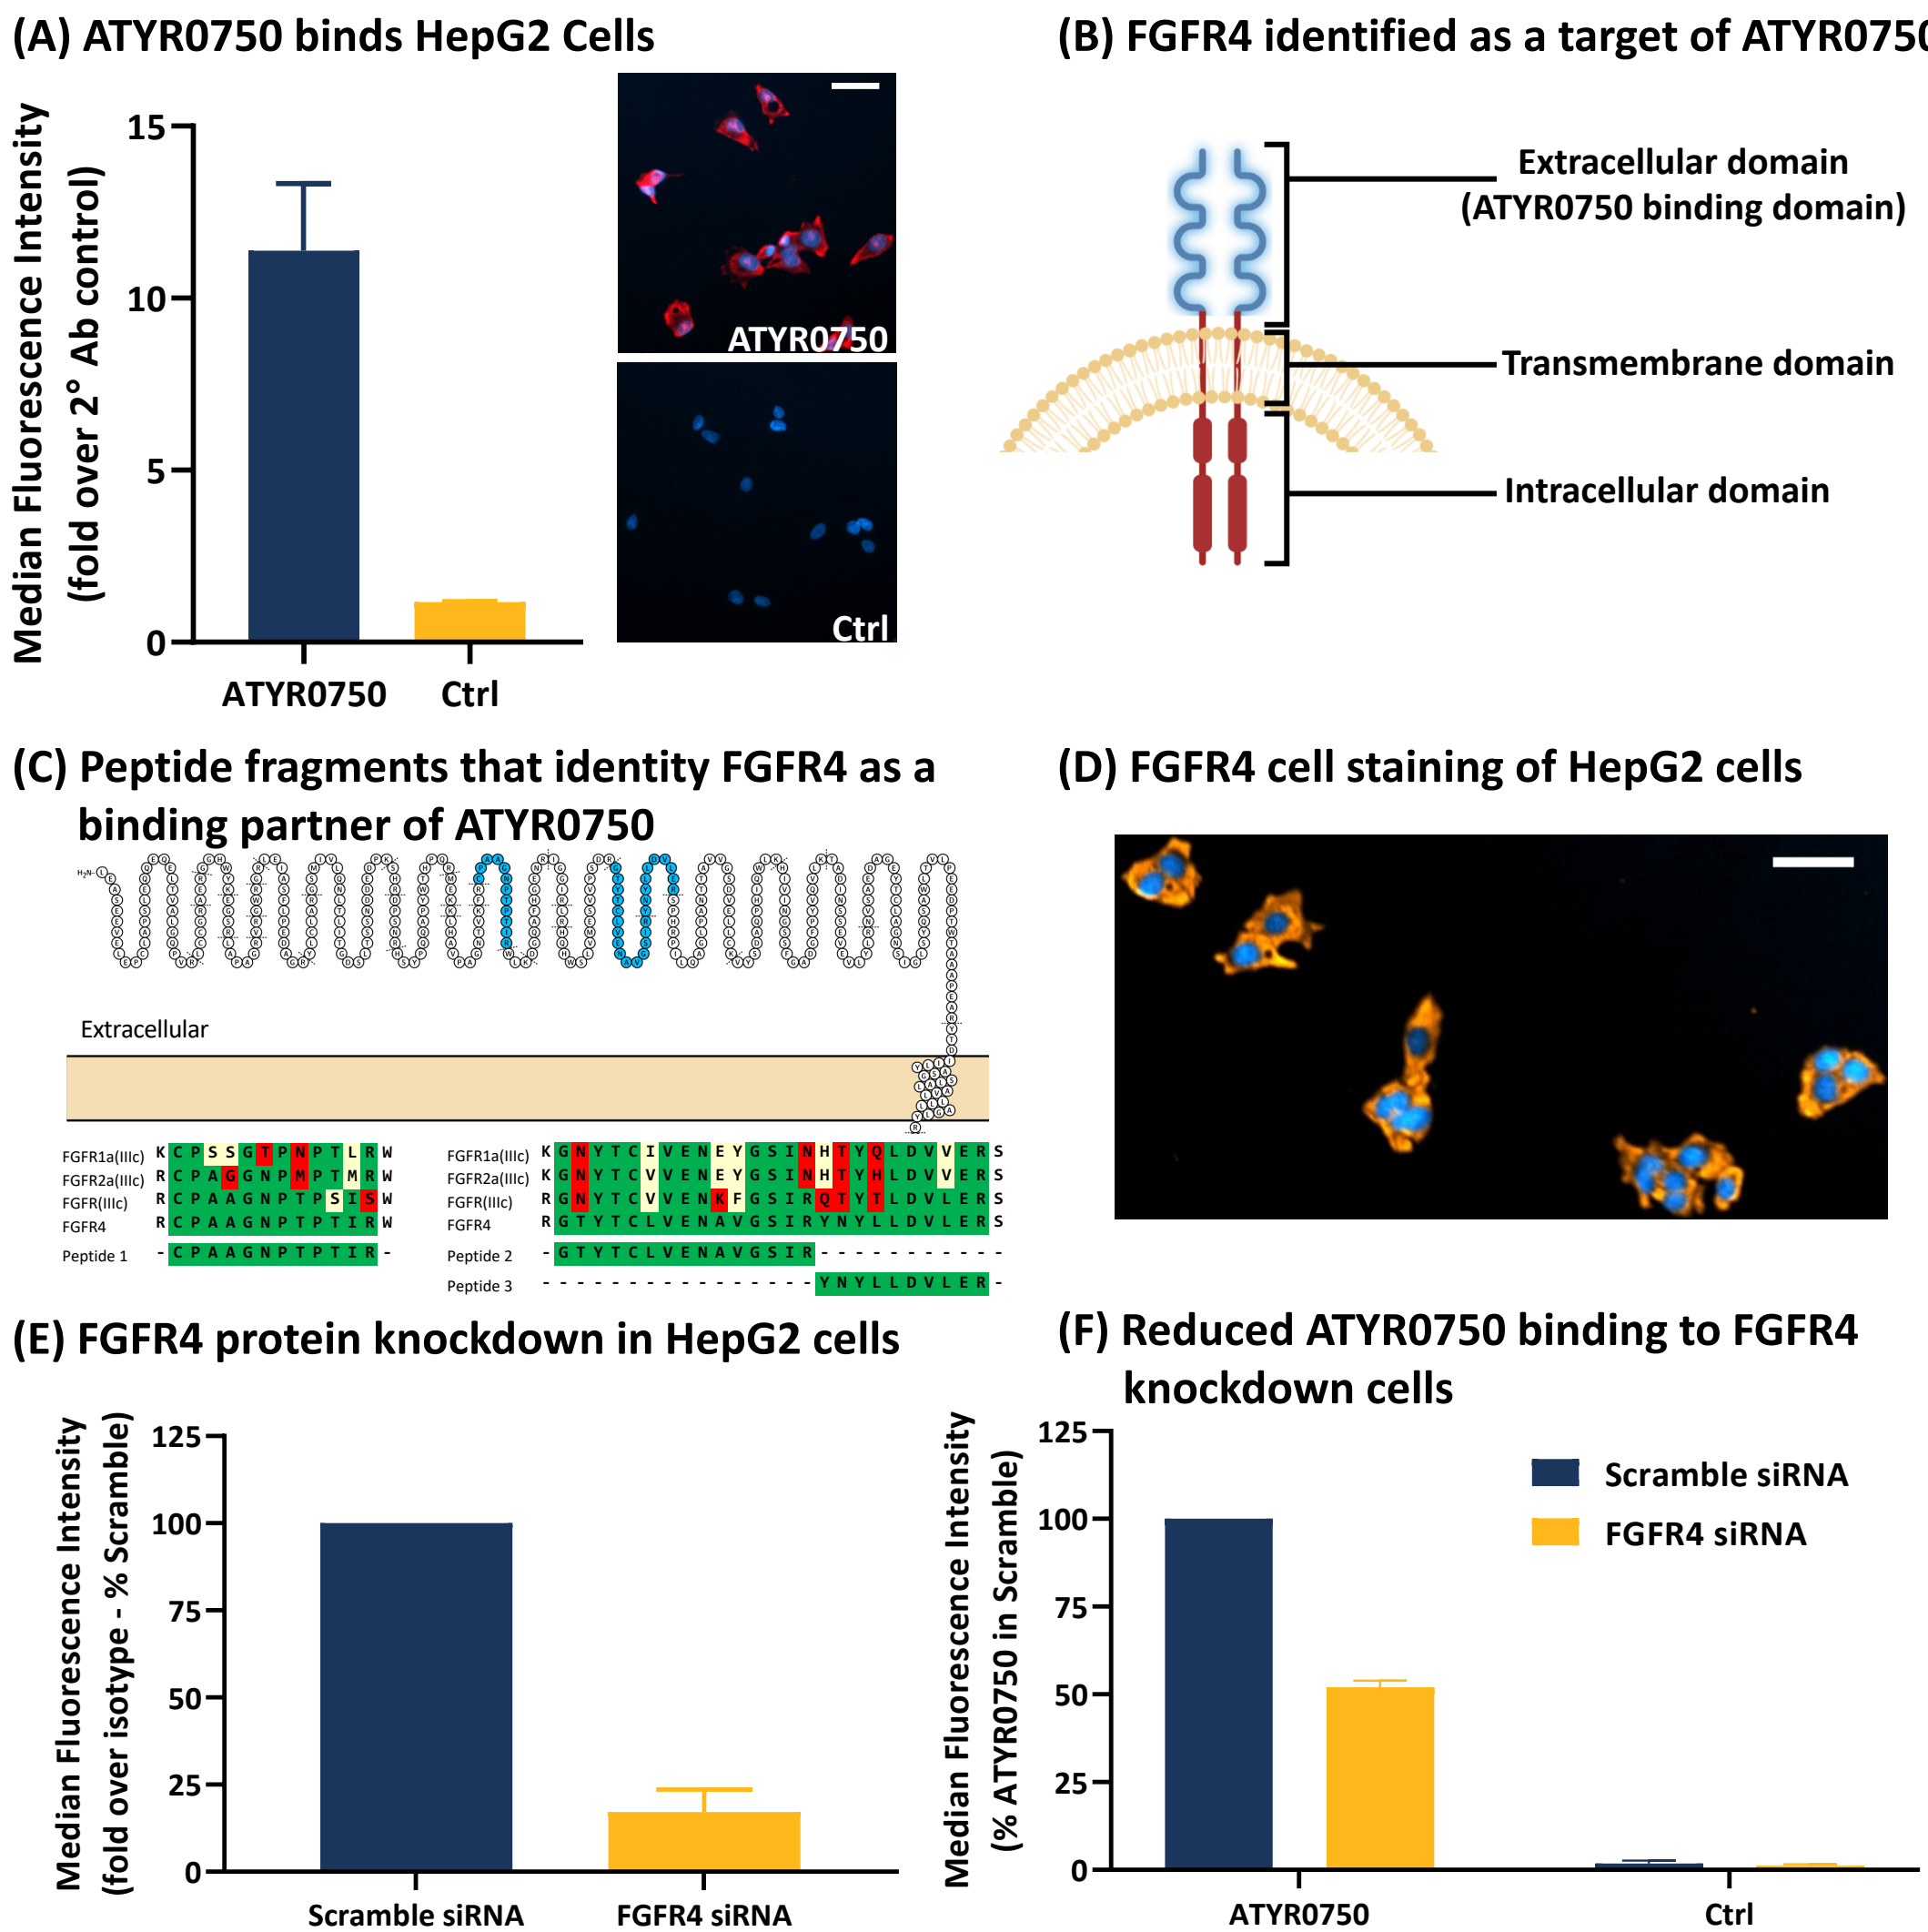 (A) ATYR0750 binds HepG2 Cells
Median Fluorescence Intensity
(fold over 2° Ab control)
15
10
5
0
ATYR0750
Ctrl
ATYR0750
Ctrl
(B) FGFR4 identified as a target of ATYR0750
Extracellular domain
(ATYR0750 binding domain)
Transmembrane domain
Intracellular domain
(C) Peptide fragments that identity FGFR4 as a
binding partner of ATYR0750
H₂N-
Extracellular
FGFR1a(IIIc) K C P S S G T P N P T L R W
FGFR2a(IIIc) R C P A G G N P M P T M R W
FGFR(IIIc) R C P A A G N P T P S I S W
FGFR4 R C P A A G N P T P T I R W
Peptide 1 - C P A A G N P T P T I R -
FGFR1a(IIIc) K G N Y T C I V E N E Y G S I N H T Y Q L D V V E R S
FGFR2a(IIIc) K G N Y T C V V E N E Y G S I N H T Y H L D V V E R S
FGFR(IIIc) R G N Y T C V V E N K F G S I R Q T Y T L D V L E R S
FGFR4 R G T Y T C L V E N A V G S I R Y N Y L L D V L E R S
Peptide 2 - G T Y T C L V E N A V G S I R - - - - - - - - - - -
Peptide 3 - - - - - - - - - - - - - - - - Y N Y L L D V L E R -
(D) FGFR4 cell staining of HepG2 cells
(E) FGFR4 protein knockdown in HepG2 cells
Median Fluorescence Intensity
(fold over isotype - % Scramble)
125
100
75
50
25
0
Scramble siRNA
FGFR4 siRNA
(F) Reduced ATYR0750 binding to FGFR4
knockdown cells
Median Fluorescence Intensity
(% ATYR0750 in Scramble)
125
100
75
50
25
0
Scramble siRNA
FGFR4 siRNA
ATYR0750
Ctrl